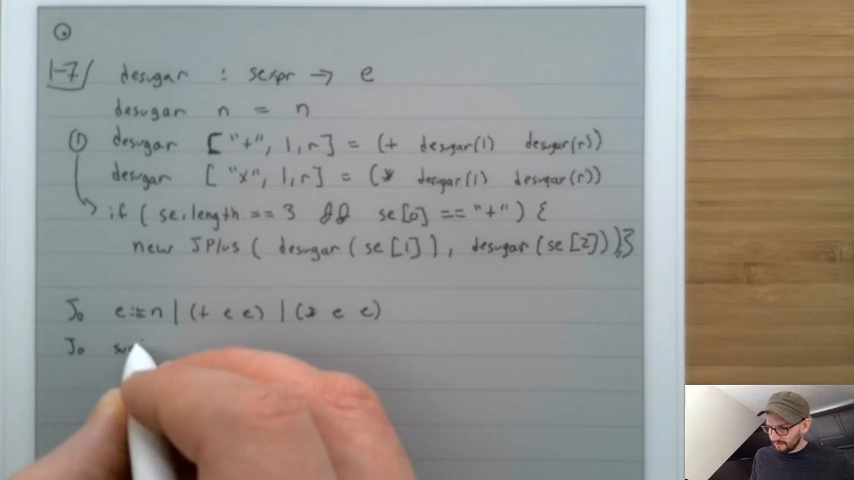 1-7/ desugar : sexpr → e
desugar n = n
① desugar ["+", l, r] = (+ desugar(l) desugar(r))
desugar ["x", l, r] = (* desugar(l) desugar(r))
if (se.length == 3 && se[0] == "+") {
new JPlus ( desugar (se[1]), desugar (se[2]));}
J₀ e ::= n | (+ e e) | (* e e)
J₀